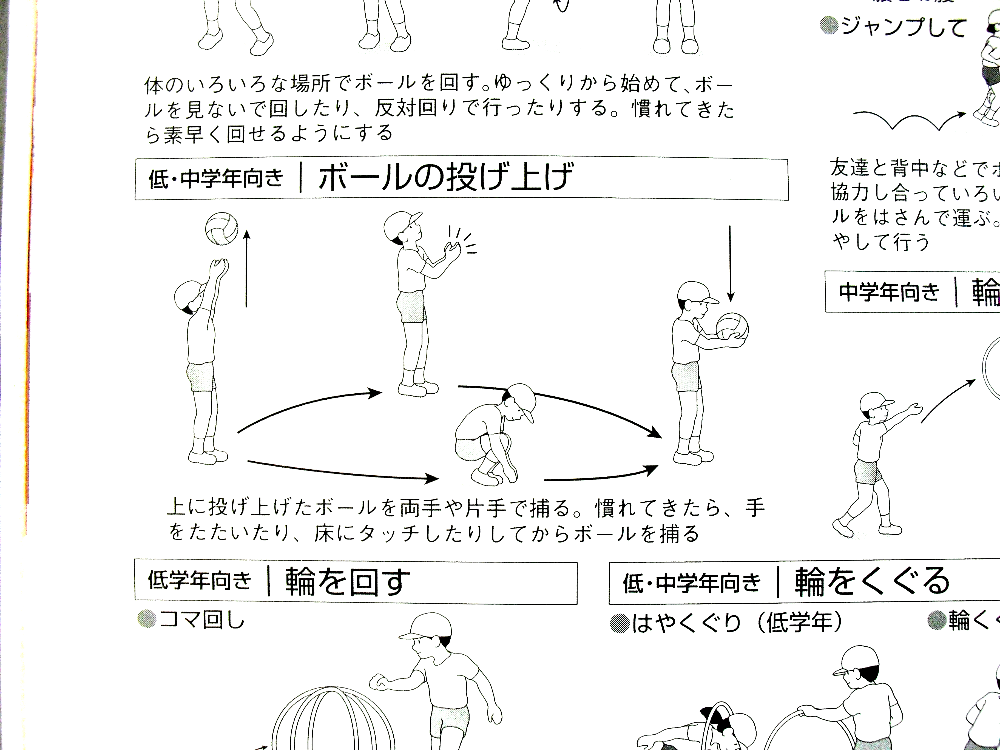 体のいろいろな場所でボールを回す。ゆっくりから始めて、ボー
ルを見ないで回したり、反対回りで行ったりする。慣れてきた
ら素早く回せるようにする
低・中学年向き｜ボールの投げ上げ
上に投げ上げたボールを両手や片手で捕る。慣れてきたら、手
をたたいたり、床にタッチしたりしてからボールを捕る
低学年向き｜輪を回す
●コマ回し
●ジャンプして
友達と背中などで
協力し合っていろい
ルをはさんで運ぶ。
やして行う
中学年向き｜輪
低・中学年向き｜輪をくぐる
●はやくぐり（低学年）
●輪く